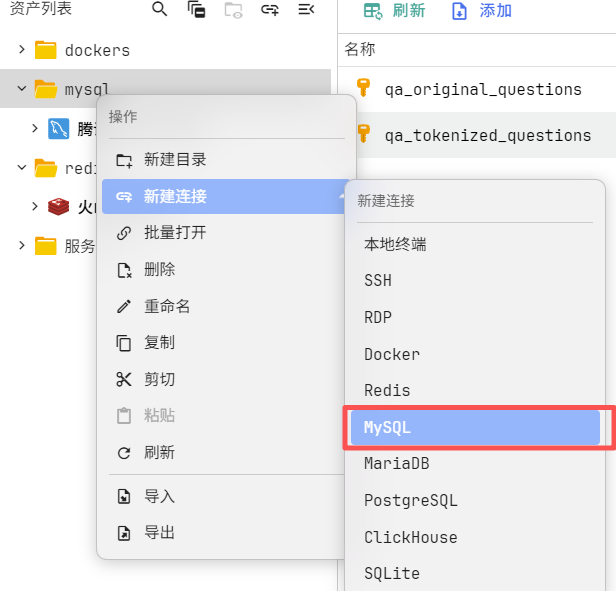 资产列表
刷新
添加
名称
dockers
mysql
redi
服务
qa_original_questions
qa_tokenized_questions
操作
新建目录
新建连接
批量打开
删除
重命名
复制
剪切
粘贴
刷新
导入
导出
新建连接
本地终端
SSH
RDP
Docker
Redis
MySQL
MariaDB
PostgreSQL
ClickHouse
SQLite